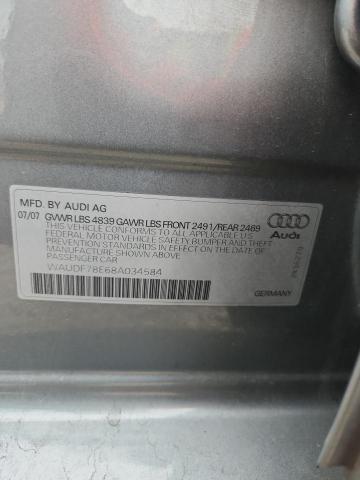 MFD. BY AUDI AG
07/07 GVWR LBS 4839 GAWR LBS FRONT 2491/REAR 2469
THIS VEHICLE CONFORMS TO ALL APPLICABLE U.S.
FEDERAL MOTOR VEHICLE SAFETY, BUMPER AND THEFT
PREVENTION STANDARDS IN EFFECT ON THE DATE OF
MANUFACTURE SHOWN ABOVE
PASSENGER CAR
WAUDF78E68A034584
Audi
GERMANY